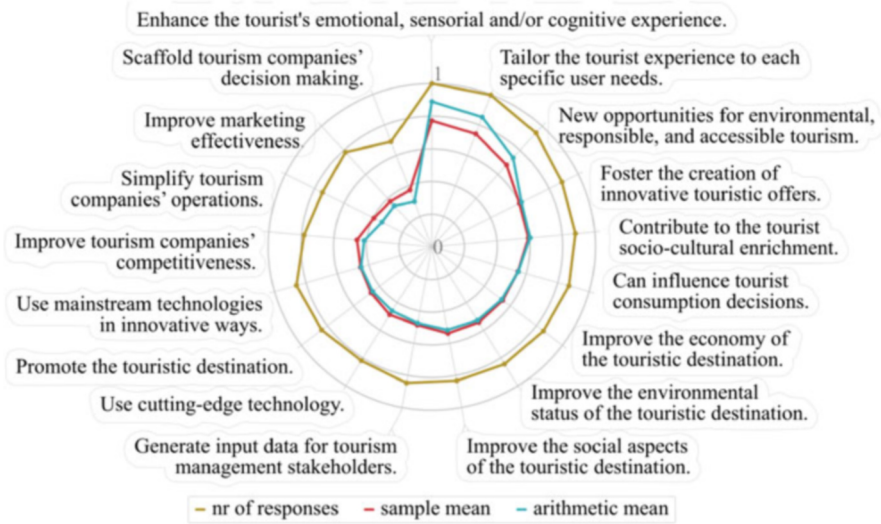 Enhance the tourist's emotional, sensorial and/or cognitive experience.
Scaffold tourism companies'
decision making.
1
Tailor the tourist experience to each
specific user needs.
Improve marketing
effectiveness
New opportunities for environmental,
responsible, and accessible tourism.
Simplify tourism
companies' operations.
Foster the creation of
innovative touristic offers.
Improve tourism companies'
competitiveness.
0
Contribute to the tourist
socio-cultural enrichment.
Use mainstream technologies
in innovative ways.
Can influence tourist
consumption decisions.
Promote the touristic destination.
Improve the economy of
the touristic destination.
Use cutting-edge technology.
Improve the environmental
status of the touristic destination.
Generate input data for tourism
management stakeholders.
Improve the social aspects
of the touristic destination.
nr of responses
sample mean
arithmetic mean